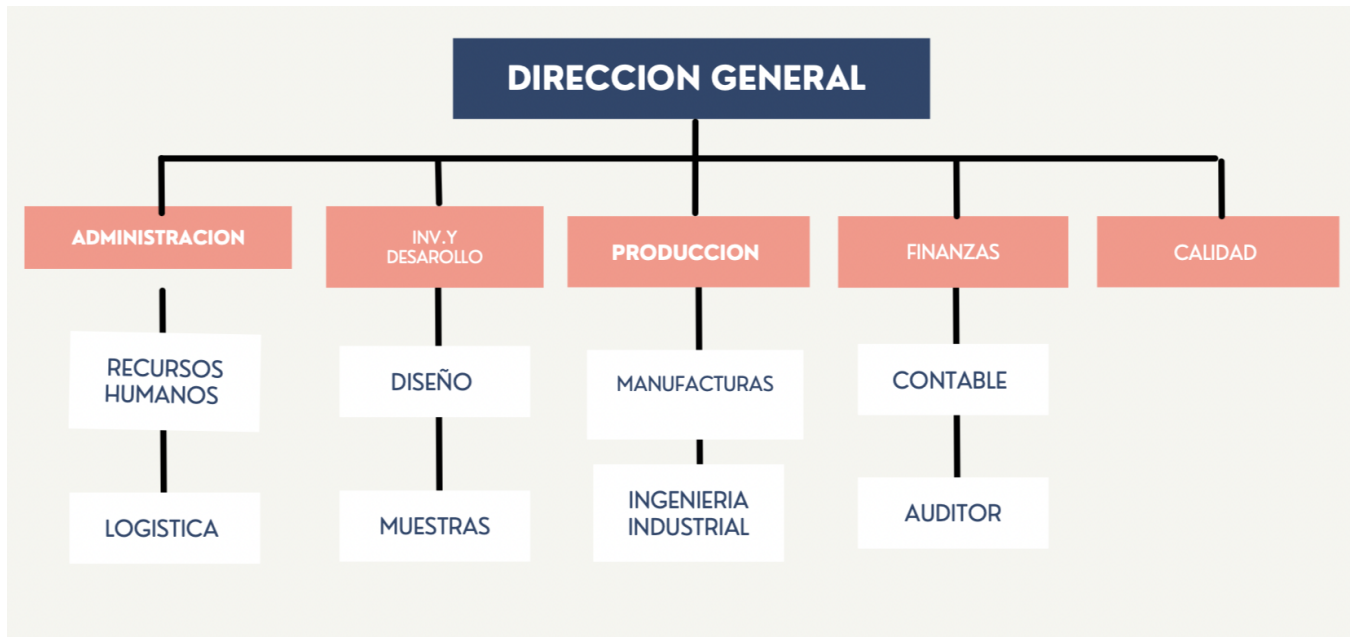 DIRECCION GENERAL
ADMINISTRACION
INV.Y
DESAROLLO
PRODUCCION
FINANZAS
CALIDAD
RECURSOS
HUMANOS
DISEÑO
MANUFACTURAS
CONTABLE
LOGISTICA
MUESTRAS
INGENIERIA
INDUSTRIAL
AUDITOR